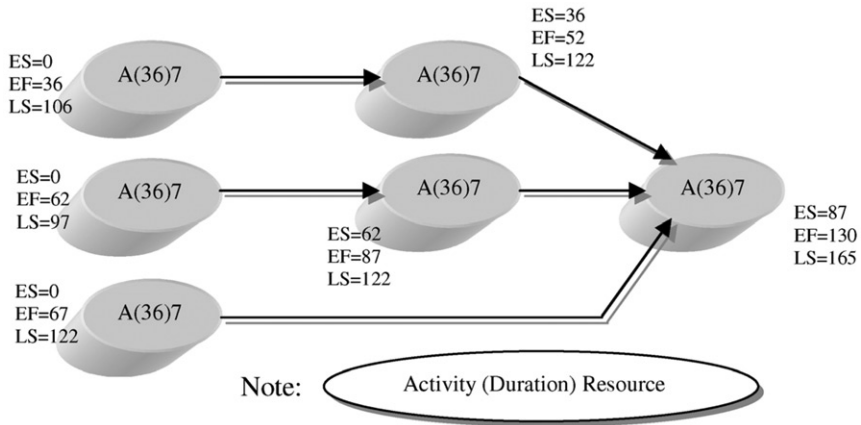 ES=36
EF=52
LS=122
ES=0
EF=36
LS=106
A(36)7
A(36)7
ES=0
EF=62
LS=97
A(36)7
A(36)7
A(36)7
ES=62
EF=87
LS=122
ES=87
EF=130
LS=165
ES=0
EF=67
LS=122
A(36)7
Note:
Activity (Duration) Resource